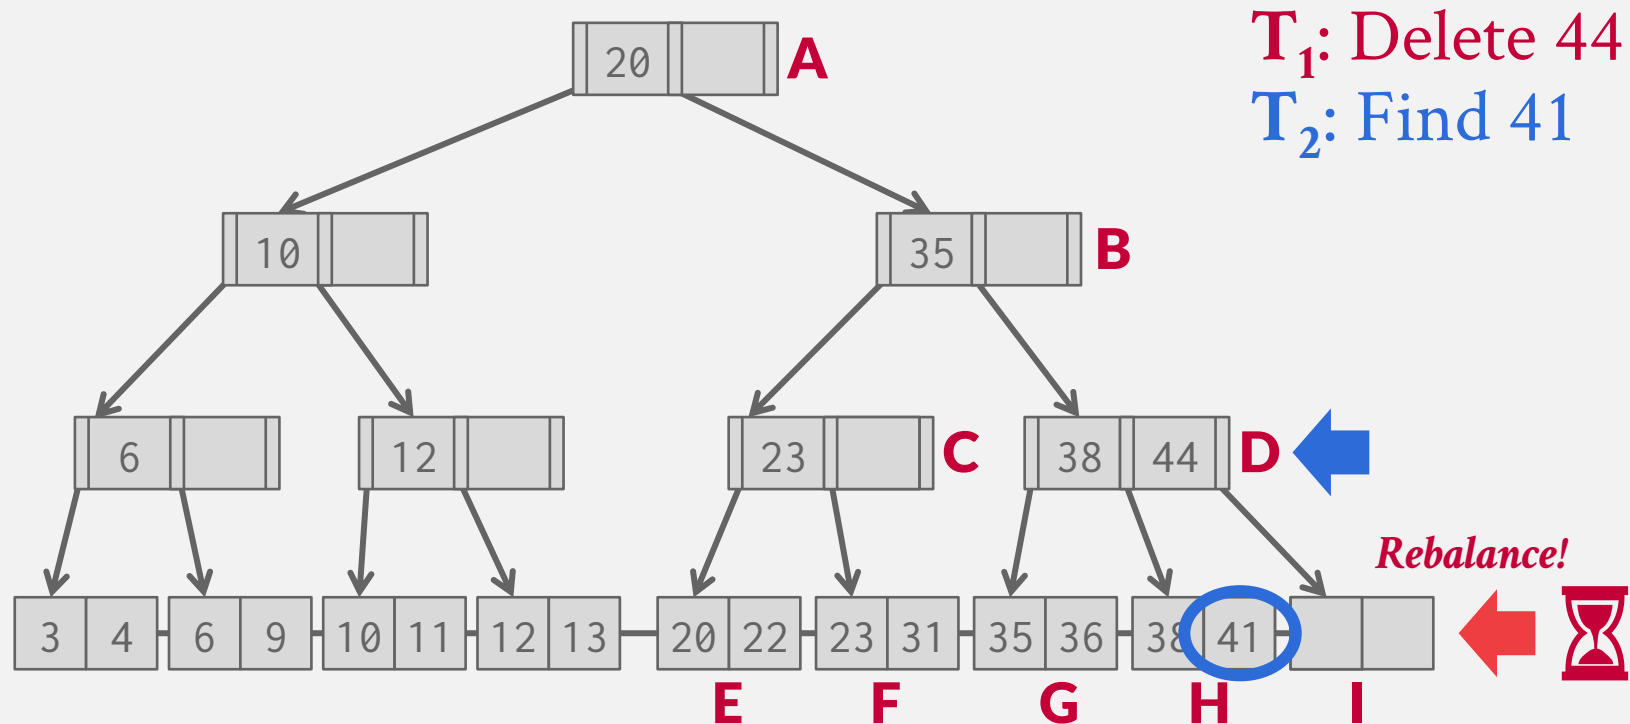 T1: Delete 44
T2: Find 41
20 A
10
35 B
6
12
23 C
38 44 D
Rebalance!
3 4 6 9 10 11 12 13 20 22 23 31 35 36 38 41
E F G H I